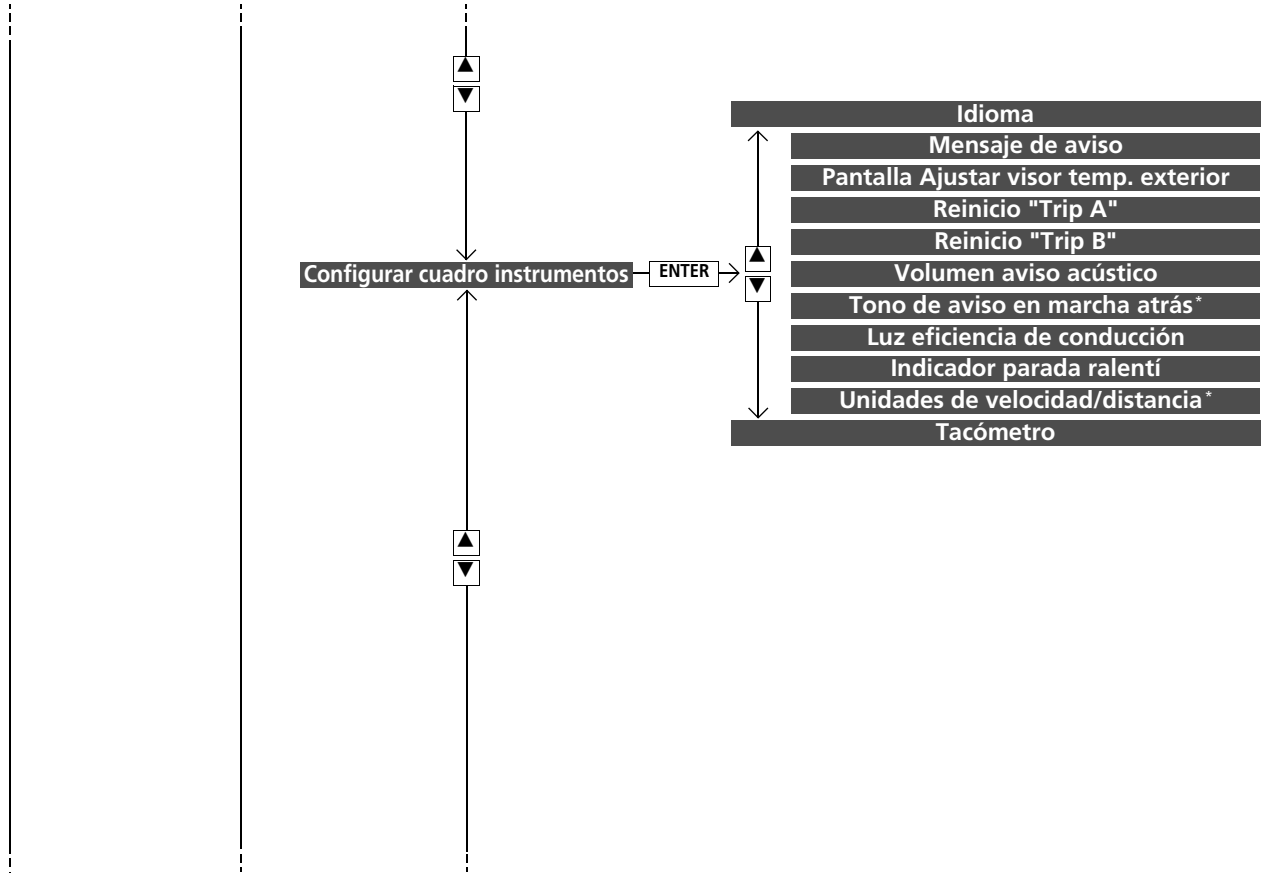 ▲
▼
Idioma
Mensaje de aviso
Pantalla Ajustar visor temp. exterior
Reinicio "Trip A"
Reinicio "Trip B"
Configurar cuadro instrumentos
ENTER
▲
▼
Volumen aviso acústico
Tono de aviso en marcha atrás*
Luz eficiencia de conducción
Indicador parada ralentí
Unidades de velocidad/distancia*
Tacómetro
▲
▼